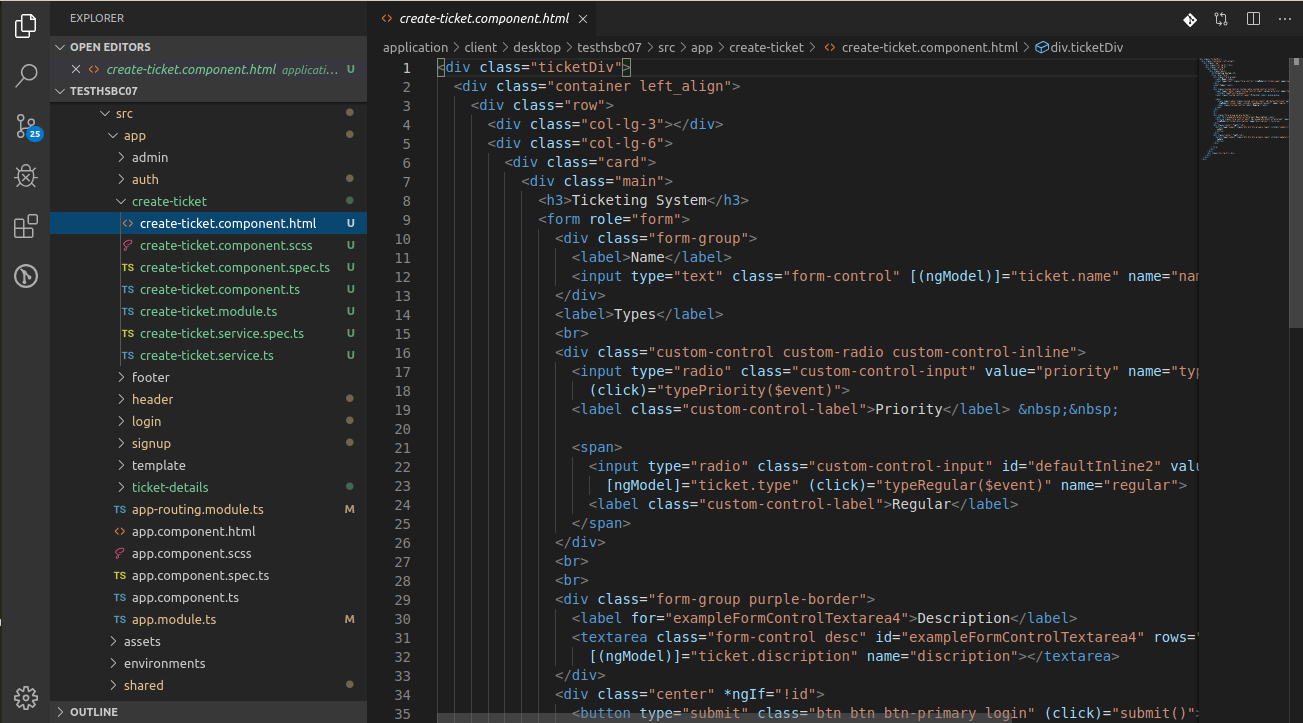 EXPLORER
OPEN EDITORS
create-ticket.component.html applicati... U
TESTHSBC07
src
app
admin
auth
create-ticket
create-ticket.component.html U
create-ticket.component.scss U
TS create-ticket.component.spec.ts U
TS create-ticket.component.ts U
TS create-ticket.module.ts U
TS create-ticket.service.spec.ts U
TS create-ticket.service.ts U
footer
header
login
signup
template
ticket-details
TS app-routing.module.ts M
app.component.html
app.component.scss
TS app.component.spec.ts
TS app.component.ts
TS app.module.ts M
assets
environments
shared
OUTLINE
25
create-ticket.component.html
application > client > desktop > testhsbc07 > src > app > create-ticket > create-ticket.component.html > div.ticketDiv
1 <div class="ticketDiv">
2 <div class="container left_align">
3 <div class="row">
4 <div class="col-lg-3"></div>
5 <div class="col-lg-6">
6 <div class="card">
7 <div class="main">
8 <h3>Ticketing System</h3>
9 <form role="form">
10 <div class="form-group">
11 <label>Name</label>
12 <input type="text" class="form-control" [(ngModel)]="ticket.name" name="nam
13 </div>
14 <label>Types</label>
15 <br>
16 <div class="custom-control custom-radio custom-control-inline">
17 <input type="radio" class="custom-control-input" value="priority" name="typ
18 (click)="typePriority($event)">
19 <label class="custom-control-label">Priority</label> &nbsp;&nbsp;
20
21 <span>
22 <input type="radio" class="custom-control-input" id="defaultInline2" valu
23 [ngModel]="ticket.type" (click)="typeRegular($event)" name="regular">
24 <label class="custom-control-label">Regular</label>
25 </span>
26 </div>
27 <br>
28 <br>
29 <div class="form-group purple-border">
30 <label for="exampleFormControlTextarea4">Description</label>
31 <textarea class="form-control desc" id="exampleFormControlTextarea4" rows="
32 [(ngModel)]="ticket.discription" name="discription"></textarea>
33 </div>
34 <div class="center" *ngIf="!id">
35 <button type="submit" class="btn btn btn-primary login" (click)="submit()"